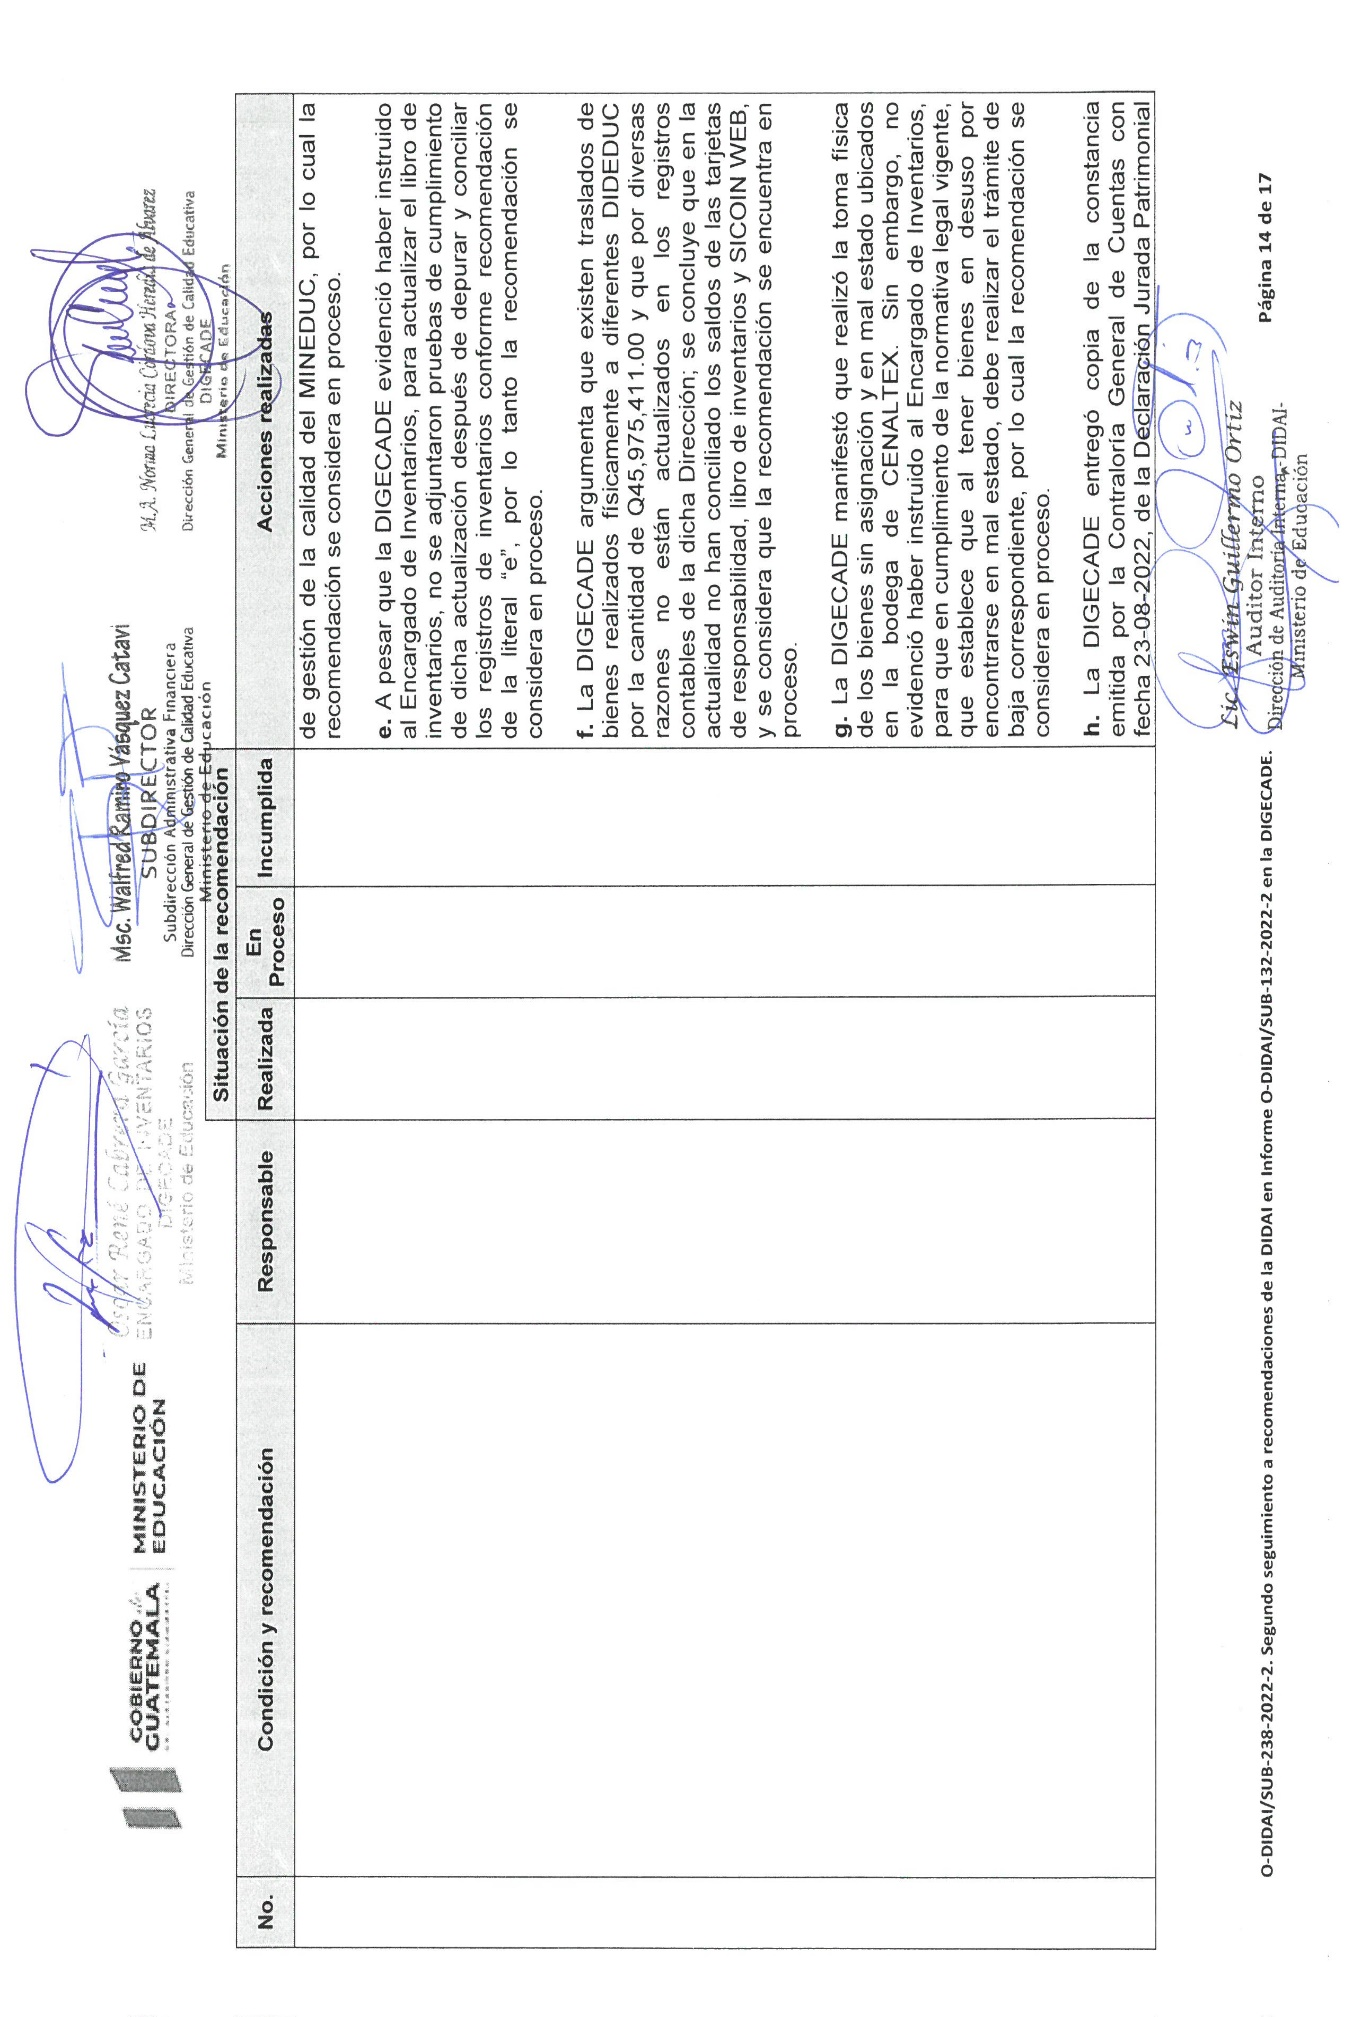 GOBIERNO de
GUATEMALA
MINISTERIO DE
EDUCACIÓN
Oscar René Cabrera García
ENCARGADO DE INVENTARIOS
DIGECADE
Ministerio de Educación
Msc. Walfred Ramiro Vásquez Catavi
SUBDIRECTOR
Subdirección Administrativa Financiera
Dirección General de Gestión de Calidad Educativa
Ministerio de Educación
M.A. Norma Lucrecia Córdova Heredia de Alvarez
DIRECTORA
Dirección General de Gestión de Calidad Educativa
DIGECADE
Ministerio de Educación
Situación de la recomendación
No.
Condición y recomendación
Responsable
Realizada
En
Proceso
Incumplida
Acciones realizadas
de gestión de la calidad del MINEDUC, por lo cual la
recomendación se considera en proceso.
e. A pesar que la DIGECADE evidenció haber instruido
al Encargado de Inventarios, para actualizar el libro de
inventarios, no se adjuntaron pruebas de cumplimiento
de dicha actualización después de depurar y conciliar
los registros de inventarios conforme recomendación
de la literal “e”, por lo tanto la recomendación se
considera en proceso.
f. La DIGECADE argumenta que existen traslados de
bienes realizados físicamente a diferentes DIDEDUC
por la cantidad de Q45,975,411.00 y que por diversas
razones no están actualizados en los registros
contables de la dicha Dirección; se concluye que en la
actualidad no han conciliado los saldos de las tarjetas
de responsabilidad, libro de inventarios y SICOIN WEB,
y se considera que la recomendación se encuentra en
proceso.
g. La DIGECADE manifestó que realizó la toma física
de los bienes sin asignación y en mal estado ubicados
en la bodega de CENALTEX. Sin embargo, no
evidenció haber instruido al Encargado de Inventarios,
para que en cumplimiento de la normativa legal vigente,
que establece que al tener bienes en desuso por
encontrarse en mal estado, debe realizar el trámite de
baja correspondiente, por lo cual la recomendación se
considera en proceso.
h. La DIGECADE entregó copia de la constancia
emitida por la Contraloría General de Cuentas con
fecha 23-08-2022, de la Declaración Jurada Patrimonial
Lic. Eswin Guillermo Ortiz
Auditor Interno
Dirección de Auditoría Interna -DIDAI-
Ministerio de Educación
O-DIDAI/SUB-238-2022-2. Segundo seguimiento a recomendaciones de la DIDAI en Informe O-DIDAI/SUB-132-2022-2 en la DIGECADE.
Página 14 de 17